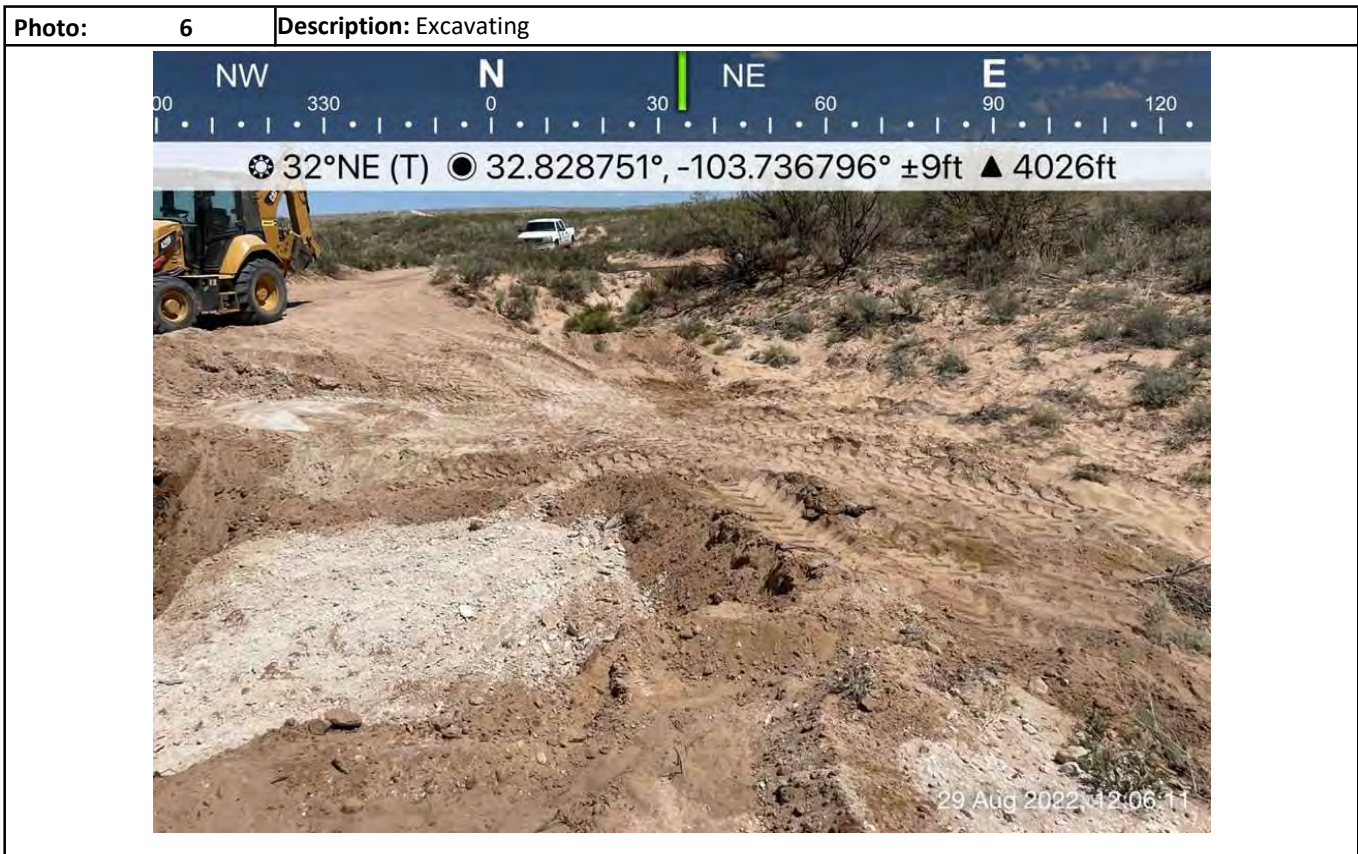 Photo: 6 Description: Excavating
NW N NE E
00 330 0 30 60 90 120
32°NE (T) 32.828751°, -103.736796° ±9ft ▲ 4026ft
29 Aug 2022, 12:06:11